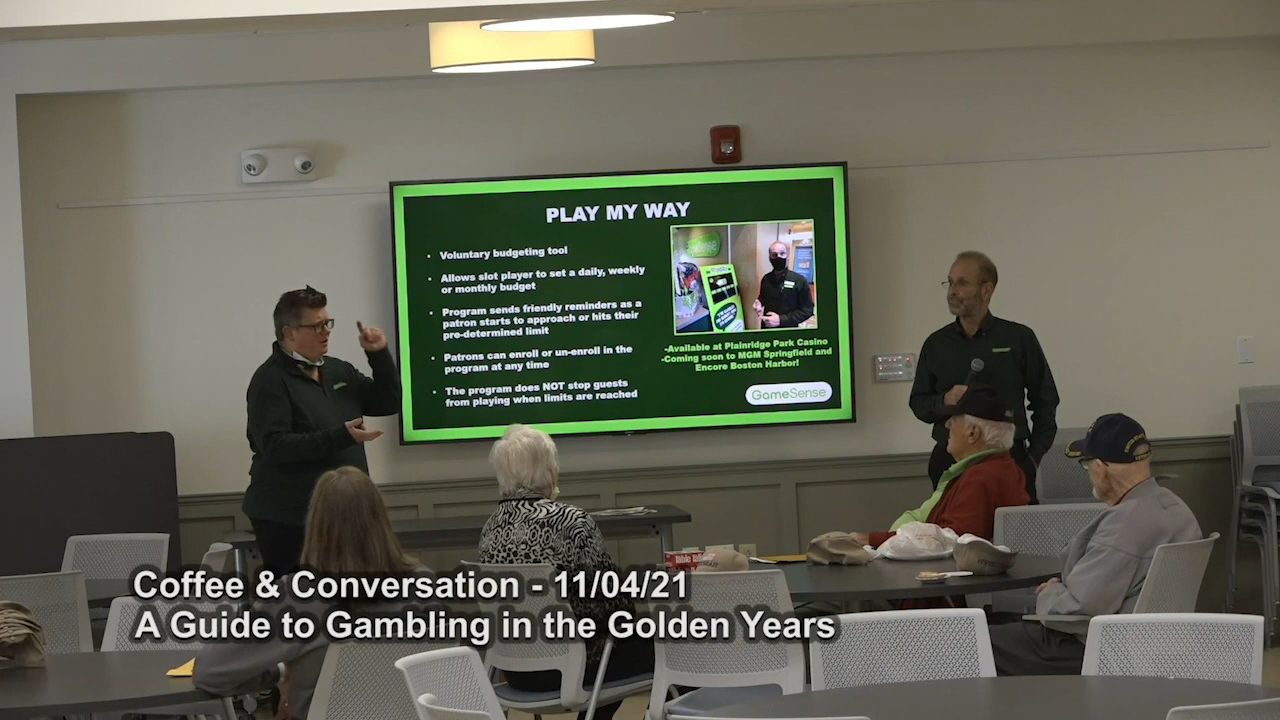 PLAY MY WAY
• Voluntary budgeting tool
• Allows slot player to set a daily, weekly
or monthly budget
• Program sends friendly reminders as a
patron starts to approach or hits their
pre-determined limit
• Patrons can enroll or un-enroll in the
program at any time
• The program does NOT stop guests
from playing when limits are reached
GameSense
-Available at Plainridge Park Casino
-Coming soon to MGM Springfield and
Encore Boston Harbor!
GameSense
Coffee & Conversation - 11/04/21
A Guide to Gambling in the Golden Years